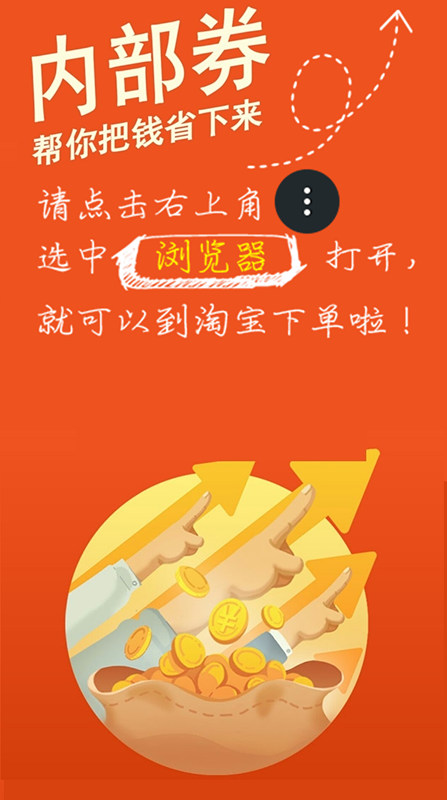 内部券
帮你把钱省下来
请点击右上角
选中 浏览器 打开，
就可以到淘宝下单啦！
¥